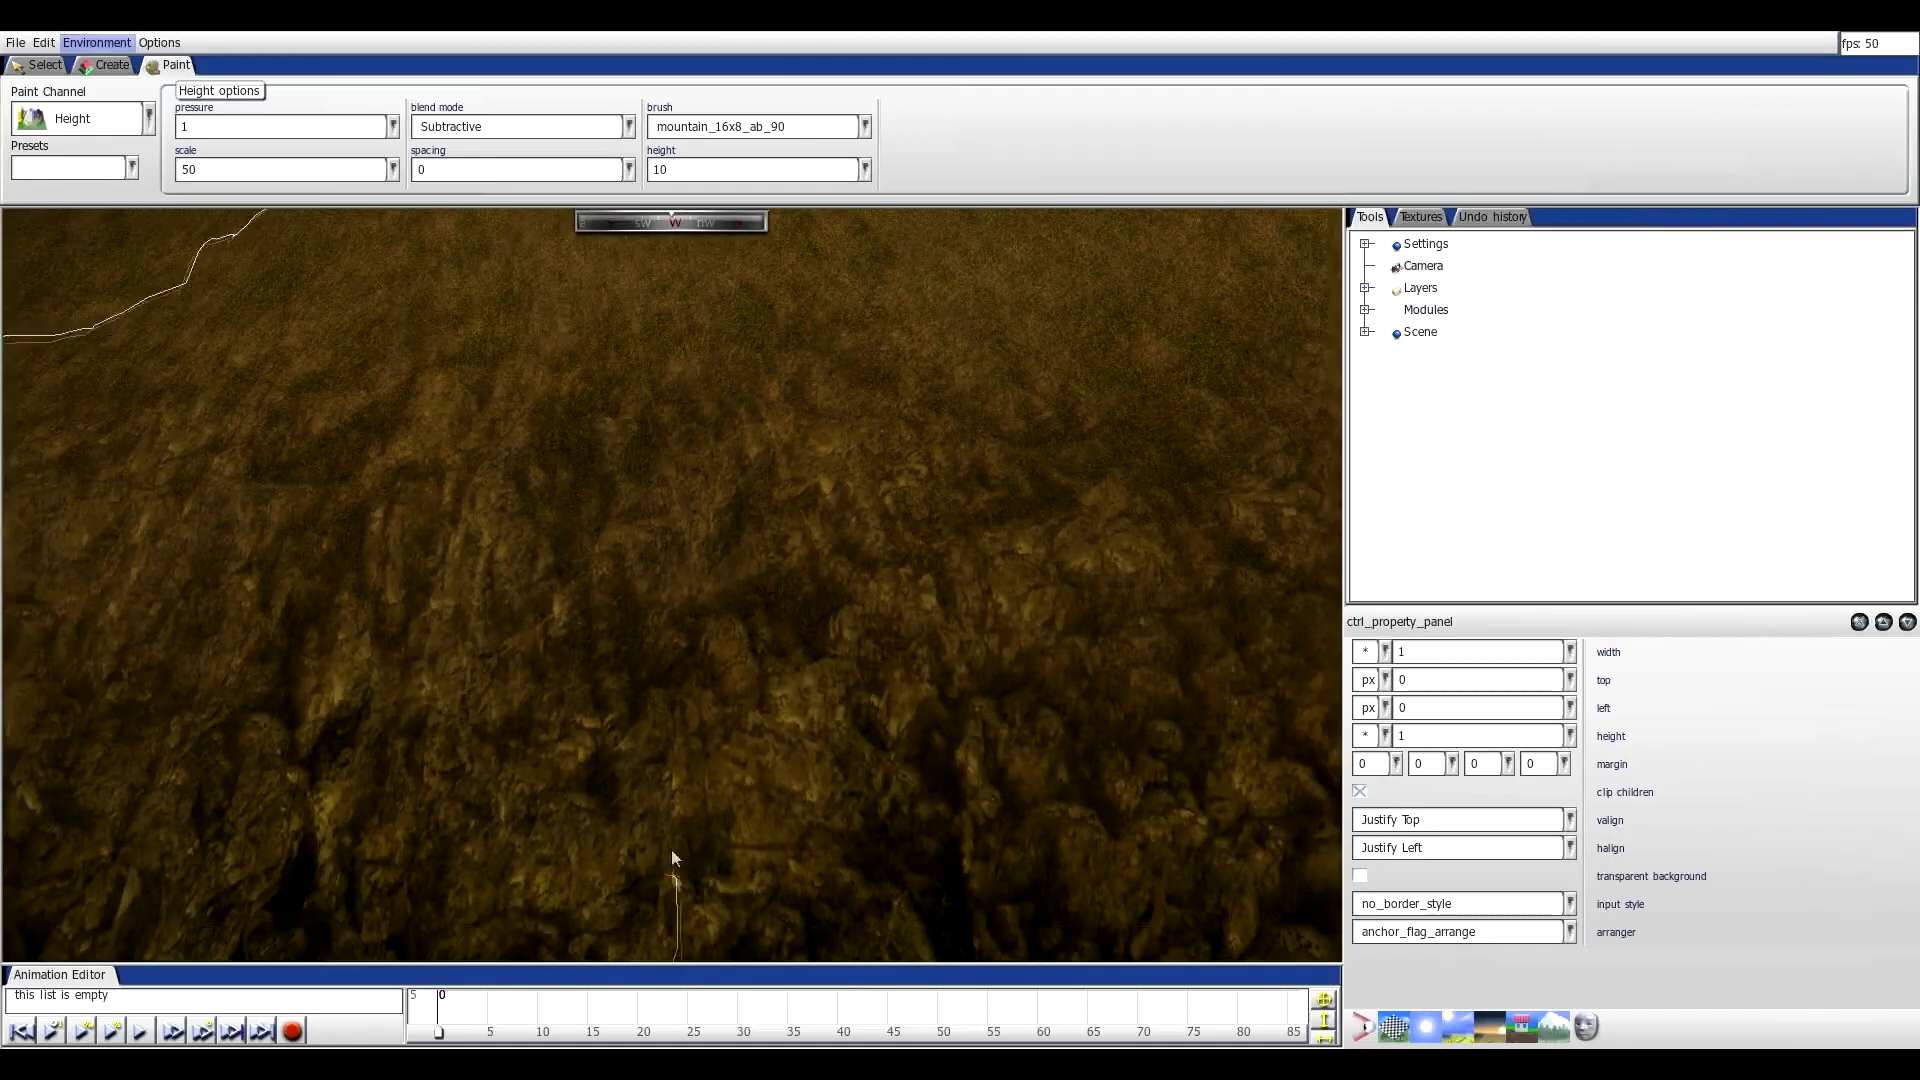 File Edit Environment Options
fps: 50
Select Create Paint
Paint Channel
Height
Presets
Height options
pressure blend mode brush
1 Subtractive mountain_16x8_ab_90
scale spacing height
50 0 10
SW W nw
Tools Textures Undo history
Settings
Camera
Layers
Modules
Scene
ctrl_property_panel
* 1 width
px 0 top
px 0 left
* 1 height
0 0 0 0 margin
clip children
Justify Top valign
Justify Left halign
transparent background
no_border_style input style
anchor_flag_arrange arranger
Animation Editor
this list is empty
5 0
5 10 15 20 25 30 35 40 45 50 55 60 65 70 75 80 85